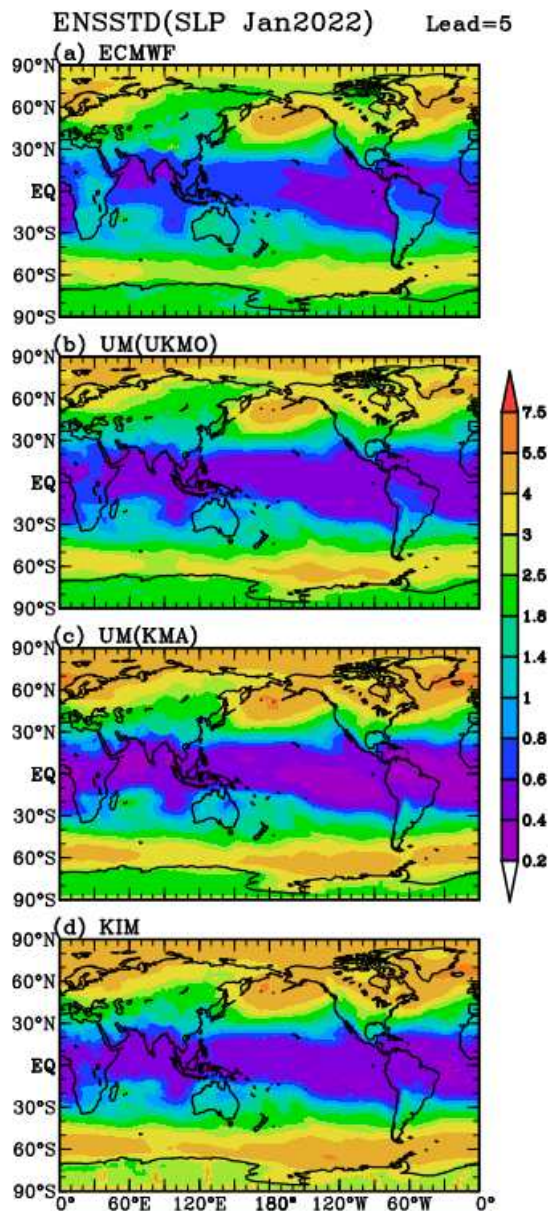 ENSSTD(SLP Jan2022) Lead=5
(a) ECMWF
90°N
60°N
30°N
EQ
30°S
60°S
90°S
(b) UM(UKMO)
90°N
60°N
30°N
EQ
30°S
60°S
90°S
(c) UM(KMA)
90°N
60°N
30°N
EQ
30°S
60°S
90°S
(d) KIM
90°N
60°N
30°N
EQ
30°S
60°S
90°S
0° 60°E 120°E 180° 120°W 60°W 0°
7.5
5.5
4
3
2.5
1.8
1.4
1
0.8
0.6
0.4
0.2